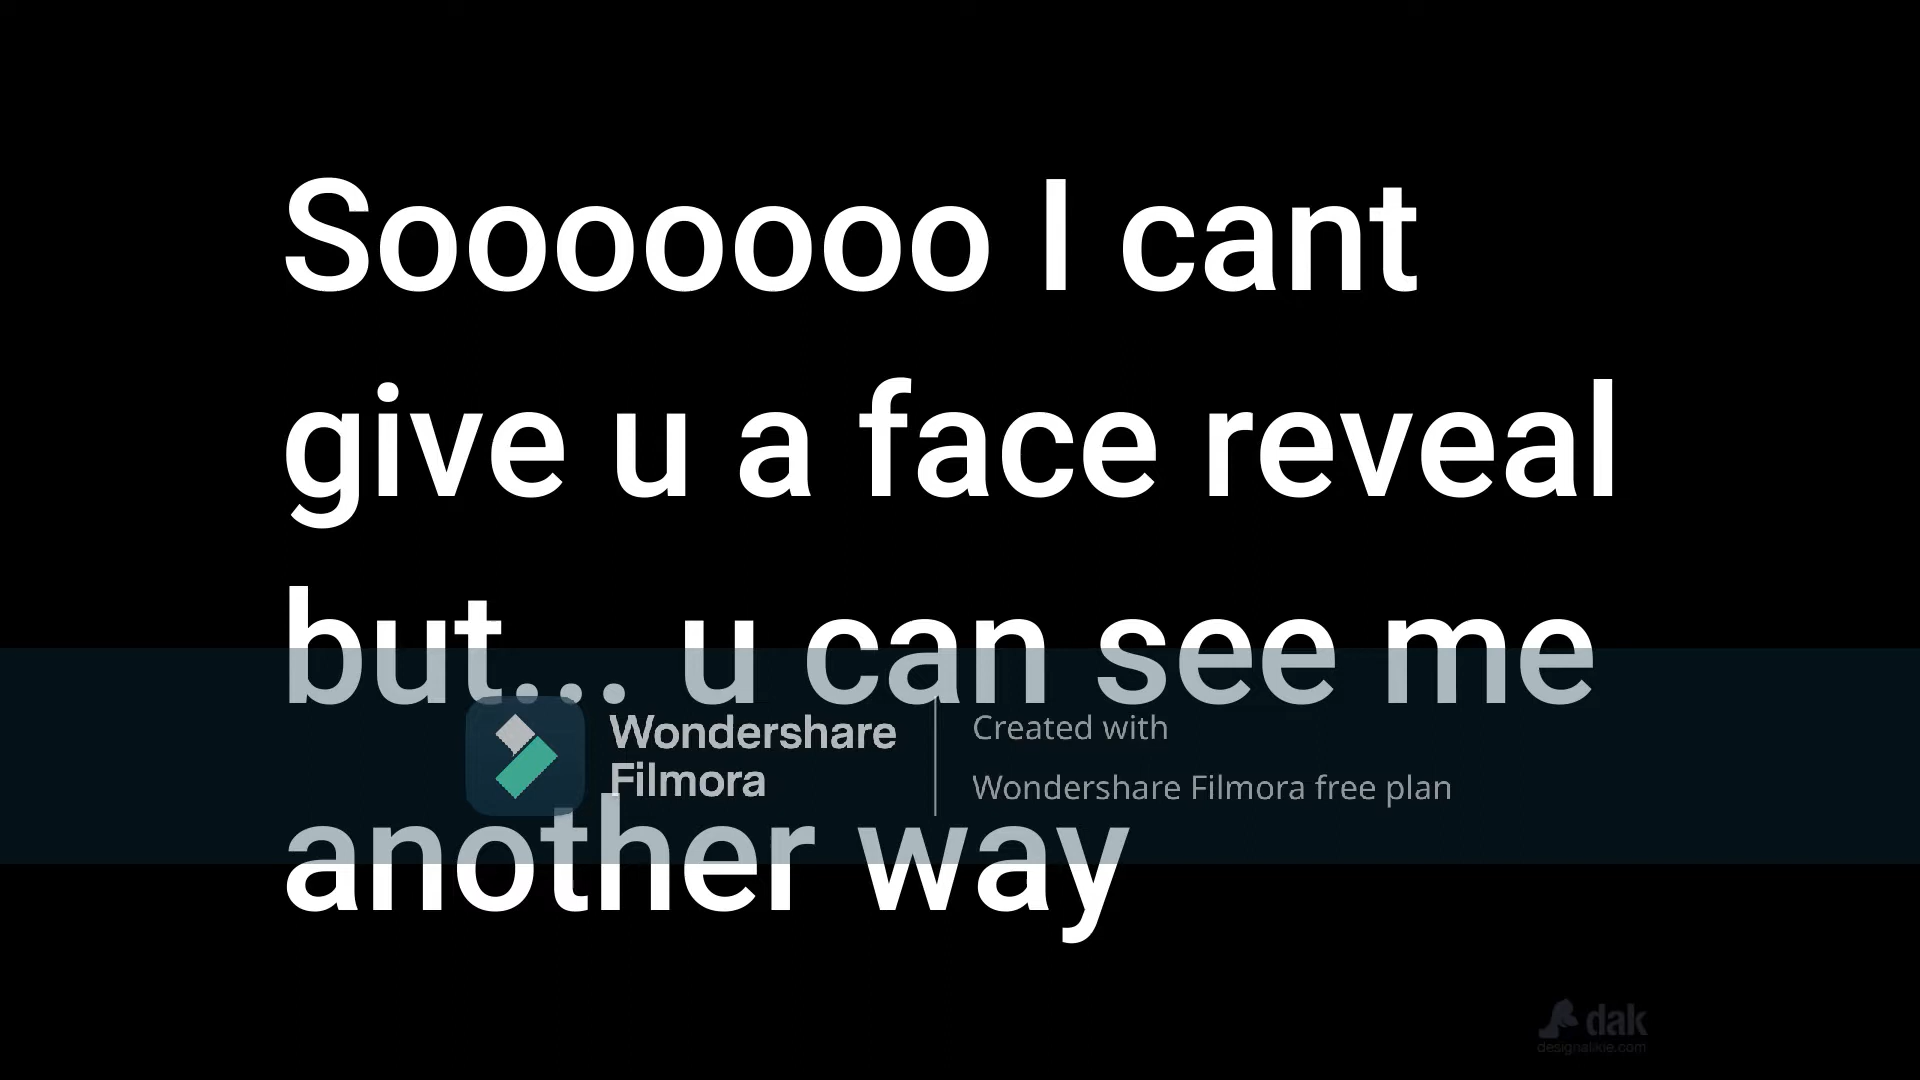 Sooooooo I cant
give u a face reveal
but... u can see me
Wondershare
Filmora
Created with
Wondershare Filmora free plan
another way
dak